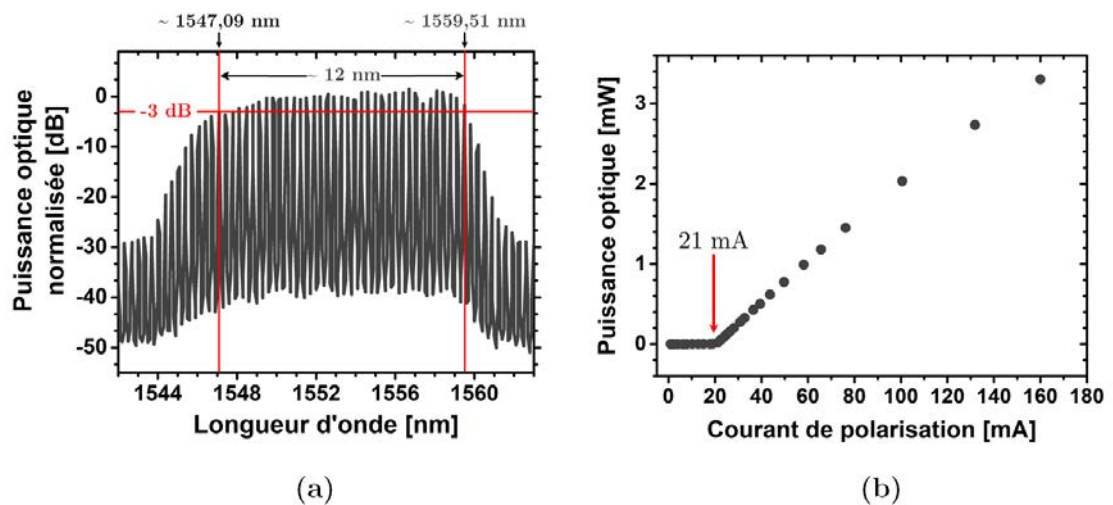 ~ 1547,09 nm
~ 1559,51 nm
~ 12 nm
-3 dB
Puissance optique
normalisée [dB]
0
-10
-20
-30
-40
-50
1544
1548
1552
1556
1560
Longueur d'onde [nm]
(a)
Puissance optique [mW]
3
2
1
0
21 mA
0
20
40
60
80
100
120
140
160
180
Courant de polarisation [mA]
(b)